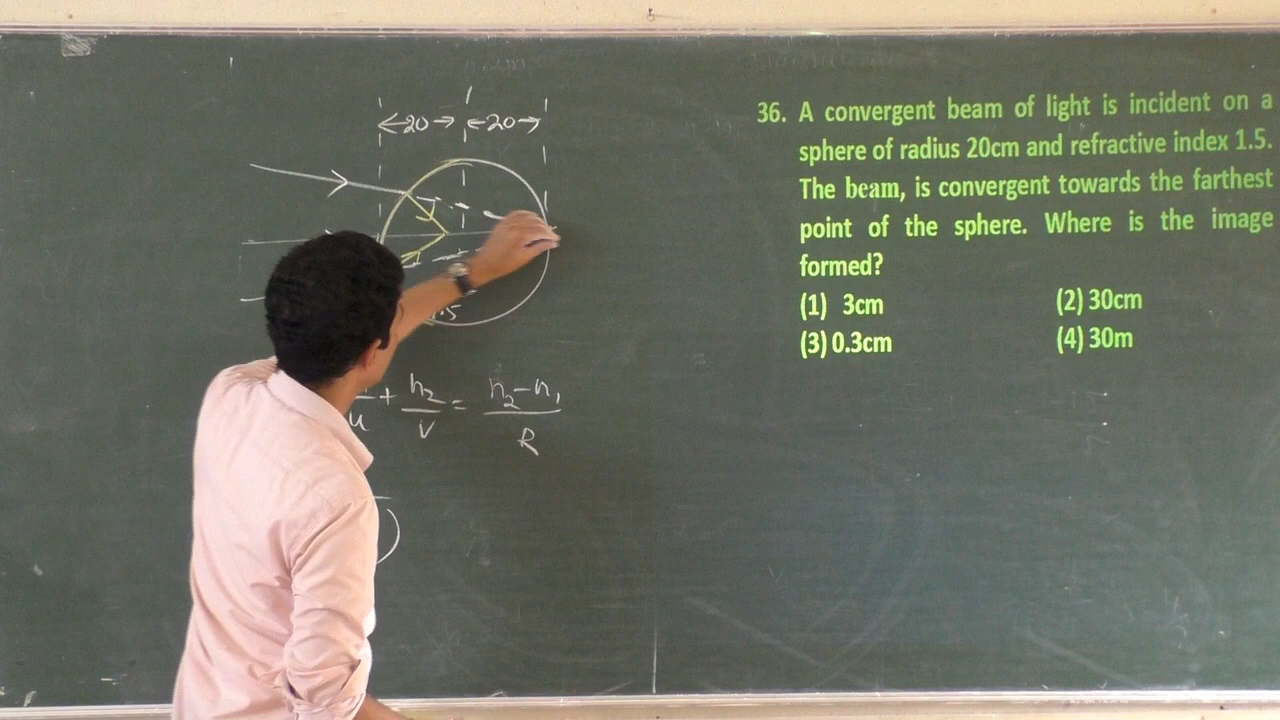 36. A convergent beam of light is incident on a
sphere of radius 20cm and refractive index 1.5.
The beam, is convergent towards the farthest
point of the sphere. Where is the image
formed?
(1) 3cm (2) 30cm
(3) 0.3cm (4) 30m
←20→ ←20→
.5
u + n₂/v = n₂-n₁/R